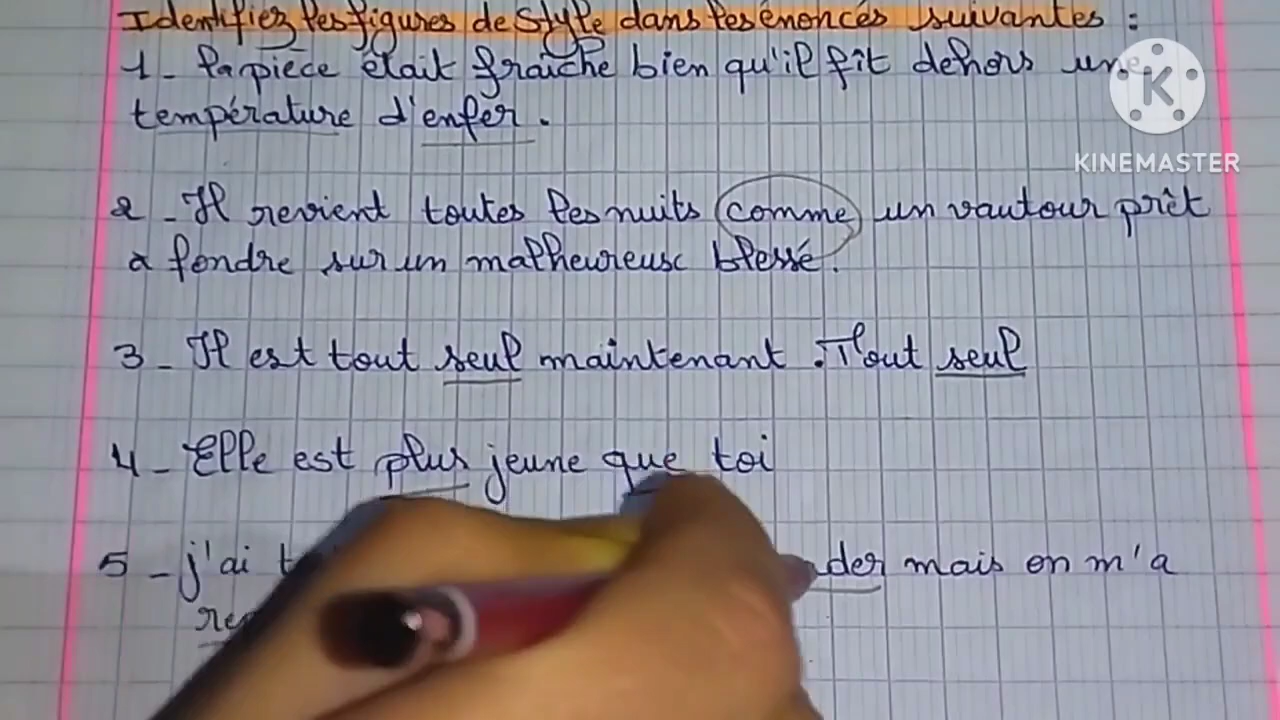 Identifiez les figures de style dans les énoncés suivantes :
1 - la pièce était fraîche bien qu'il fît dehors une
température d'enfer.
K
KINEMASTER
2 - Il revient toutes les nuits comme un vautour prêt
a fondre sur un malheureuse blessé.
3 - Il est tout seul maintenant. Tout seul
4 - Elle est plus jeune que toi
5 - j'ai der mais on m'a